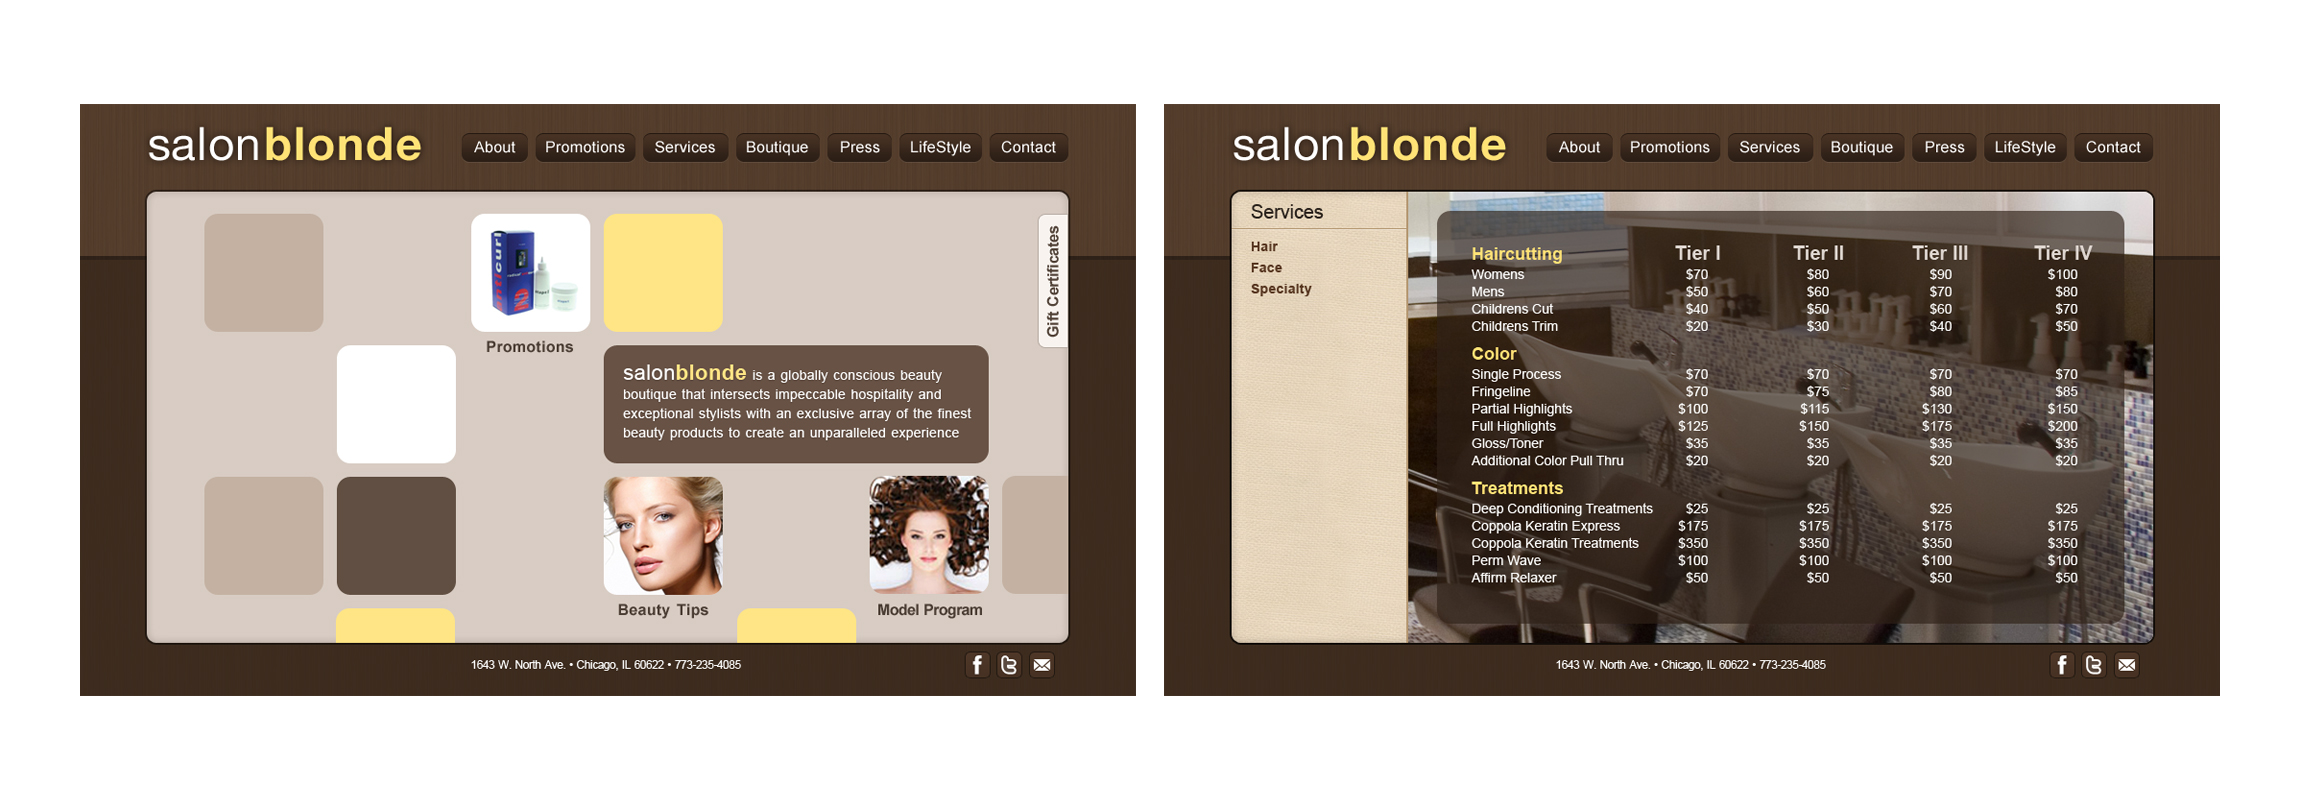 salonblonde
About Promotions Services Boutique Press LifeStyle Contact
Gift Certificates
Promotions
salonblonde is a globally conscious beauty
boutique that intersects impeccable hospitality and
exceptional stylists with an exclusive array of the finest
beauty products to create an unparalleled experience
Beauty Tips
Model Program
1643 W. North Ave. • Chicago, IL 60622 • 773-235-4085
salonblonde
About Promotions Services Boutique Press LifeStyle Contact
Services
Hair
Face
Specialty
Haircutting Tier I Tier II Tier III Tier IV
Womens $70 $80 $90 $100
Mens $50 $60 $70 $80
Childrens Cut $40 $50 $60 $70
Childrens Trim $20 $30 $40 $50
Color
Single Process $70 $70 $70 $70
Fringeline $70 $75 $80 $85
Partial Highlights $100 $115 $130 $150
Full Highlights $125 $150 $175 $200
Gloss/Toner $35 $35 $35 $35
Additional Color Pull Thru $20 $20 $20 $20
Treatments
Deep Conditioning Treatments $25 $25 $25 $25
Coppola Keratin Express $175 $175 $175 $175
Coppola Keratin Treatments $350 $350 $350 $350
Perm Wave $100 $100 $100 $100
Affirm Relaxer $50 $50 $50 $50
1643 W. North Ave. • Chicago, IL 60622 • 773-235-4085